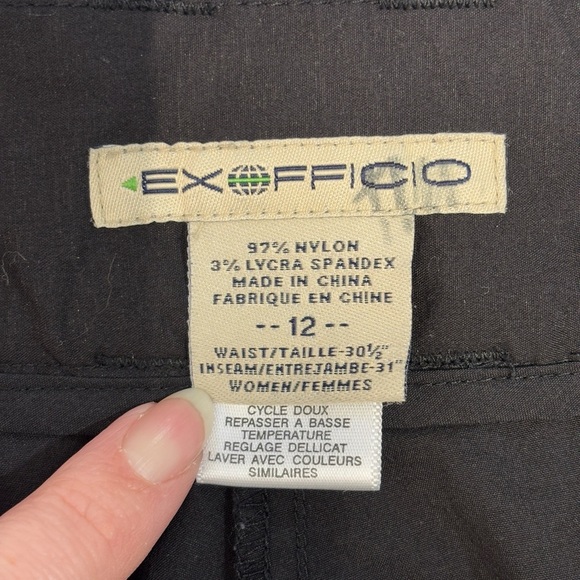 EXOFFICIO
97% NYLON
3% LYCRA SPANDEX
MADE IN CHINA
FABRIQUE EN CHINE
-- 12 --
WAIST/TAILLE-30½"
INSEAM/ENTREJAMBE-31"
WOMEN/FEMMES
CYCLE DOUX
REPASSER A BASSE
TEMPERATURE
REGLAGE DELLICAT
LAVER AVEC COULEURS
SIMILAIRES